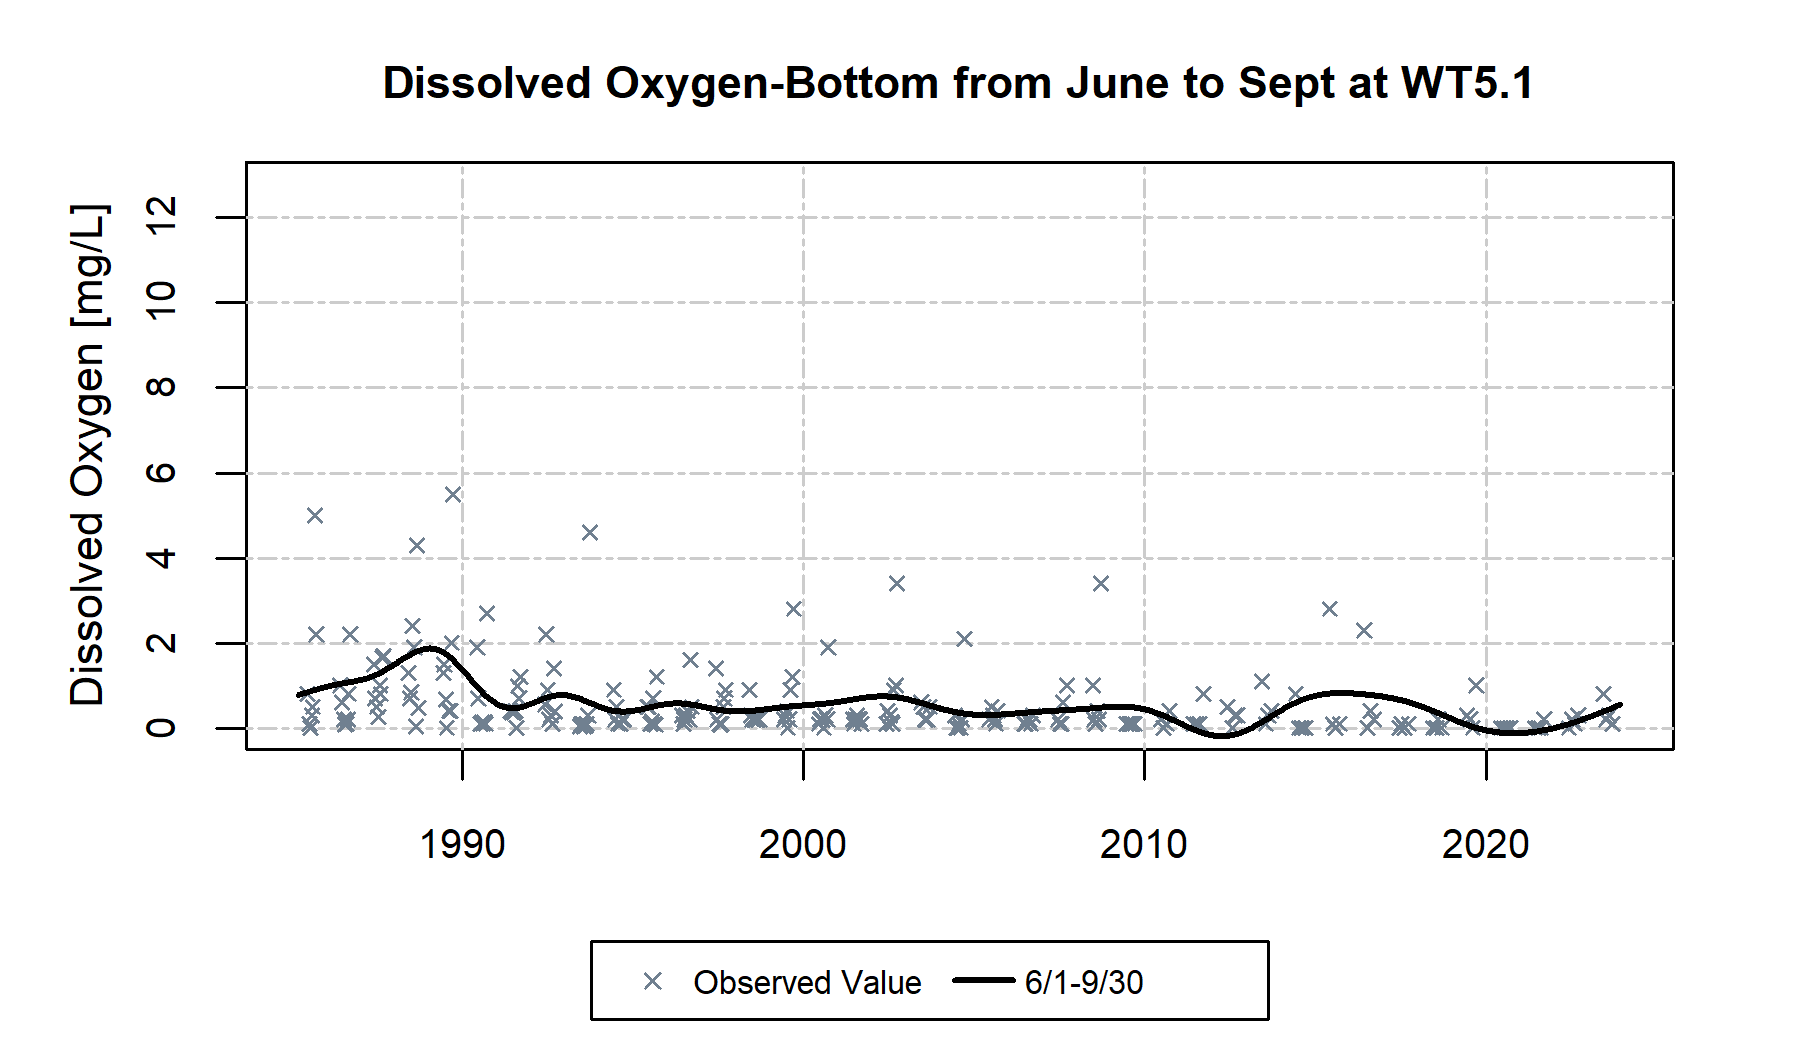 Dissolved Oxygen-Bottom from June to Sept at WT5.1
Dissolved Oxygen [mg/L]
12
10
8
6
4
2
0
1990 2000 2010 2020
Observed Value 6/1-9/30